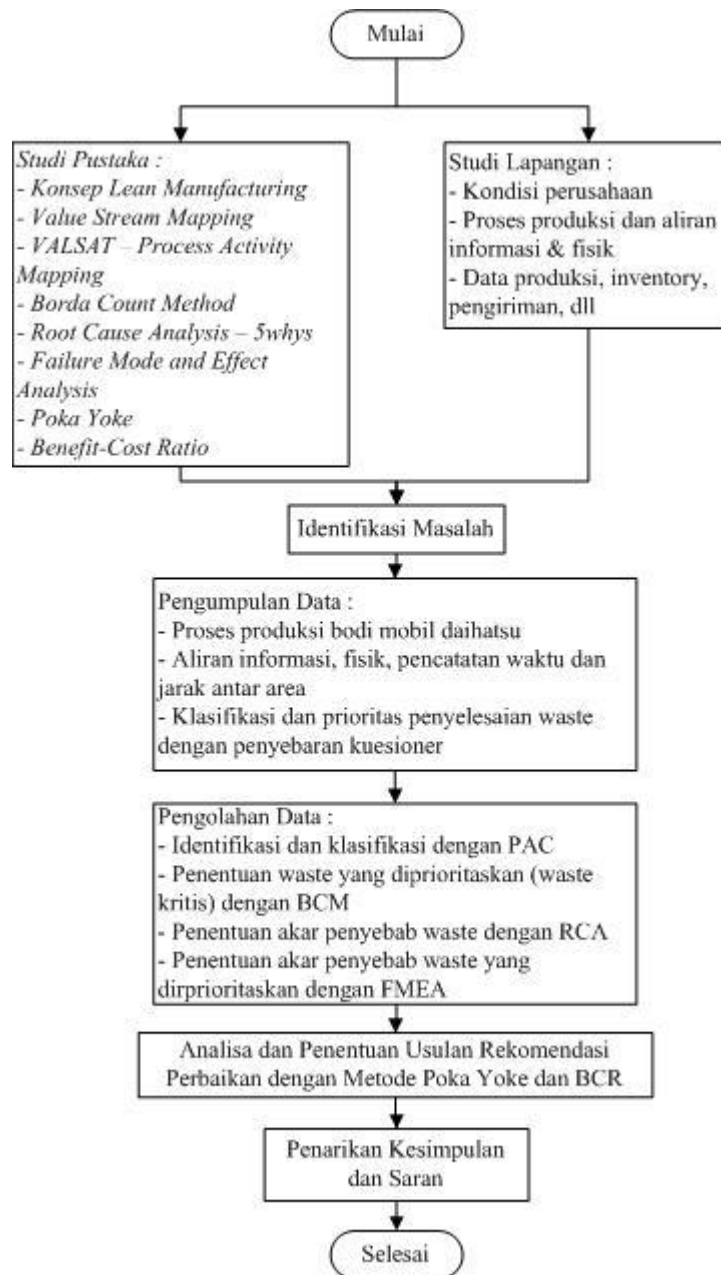 Mulai
Studi Pustaka :
- Konsep Lean Manufacturing
- Value Stream Mapping
- VALSAT – Process Activity
Mapping
- Borda Count Method
- Root Cause Analysis – 5whys
- Failure Mode and Effect
Analysis
- Poka Yoke
- Benefit-Cost Ratio
Studi Lapangan :
- Kondisi perusahaan
- Proses produksi dan aliran
informasi & fisik
- Data produksi, inventory,
pengiriman, dll
Identifikasi Masalah
Pengumpulan Data :
- Proses produksi bodi mobil daihatsu
- Aliran informasi, fisik, pencatatan waktu dan
jarak antar area
- Klasifikasi dan prioritas penyelesaian waste
dengan penyebaran kuesioner
Pengolahan Data :
- Identifikasi dan klasifikasi dengan PAC
- Penentuan waste yang diprioritaskan (waste
kritis) dengan BCM
- Penentuan akar penyebab waste dengan RCA
- Penentuan akar penyebab waste yang
dirprioritaskan dengan FMEA
Analisa dan Penentuan Usulan Rekomendasi
Perbaikan dengan Metode Poka Yoke dan BCR
Penarikan Kesimpulan
dan Saran
Selesai